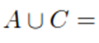 A ∪ C =